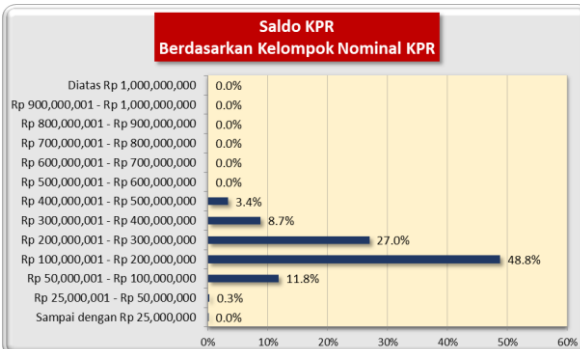 Saldo KPR
Berdasarkan Kelompok Nominal KPR
Diatas Rp 1,000,000,000 0.0%
Rp 900,000,001 - Rp 1,000,000,000 0.0%
Rp 800,000,001 - Rp 900,000,000 0.0%
Rp 700,000,001 - Rp 800,000,000 0.0%
Rp 600,000,001 - Rp 700,000,000 0.0%
Rp 500,000,001 - Rp 600,000,000 0.0%
Rp 400,000,001 - Rp 500,000,000 3.4%
Rp 300,000,001 - Rp 400,000,000 8.7%
Rp 200,000,001 - Rp 300,000,000 27.0%
Rp 100,000,001 - Rp 200,000,000 48.8%
Rp 50,000,001 - Rp 100,000,000 11.8%
Rp 25,000,001 - Rp 50,000,000 0.3%
Sampai dengan Rp 25,000,000 0.0%
0% 10% 20% 30% 40% 50% 60%